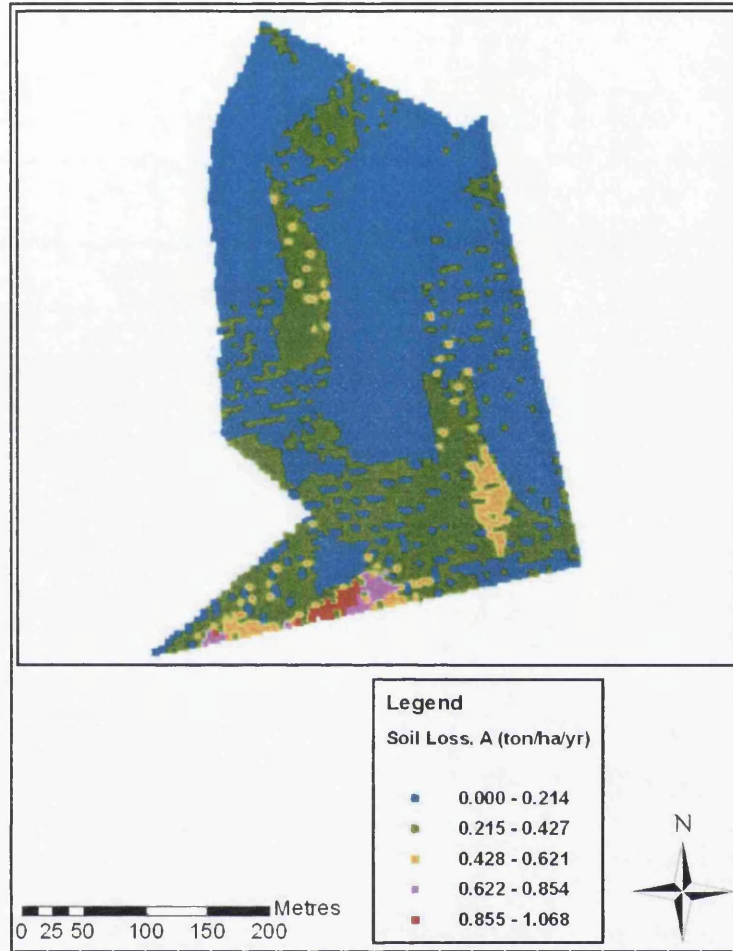 Legend
Soil Loss, A (ton/ha/yr)
0.000 - 0.214
0.215 - 0.427
0.428 - 0.621
0.622 - 0.854
0.855 - 1.068
N
Metres
0 25 50 100 150 200